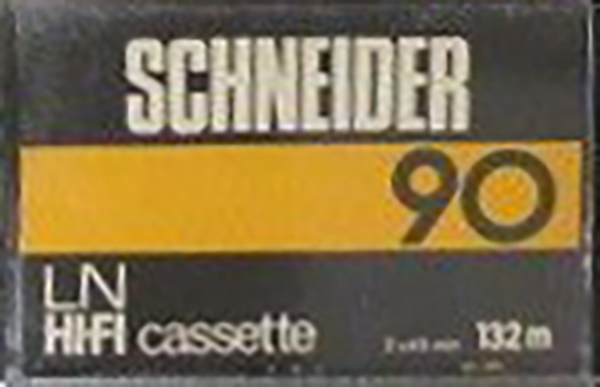 SCHNEIDER
90
LN
HI-FI cassette
2 x 45 min 132 m